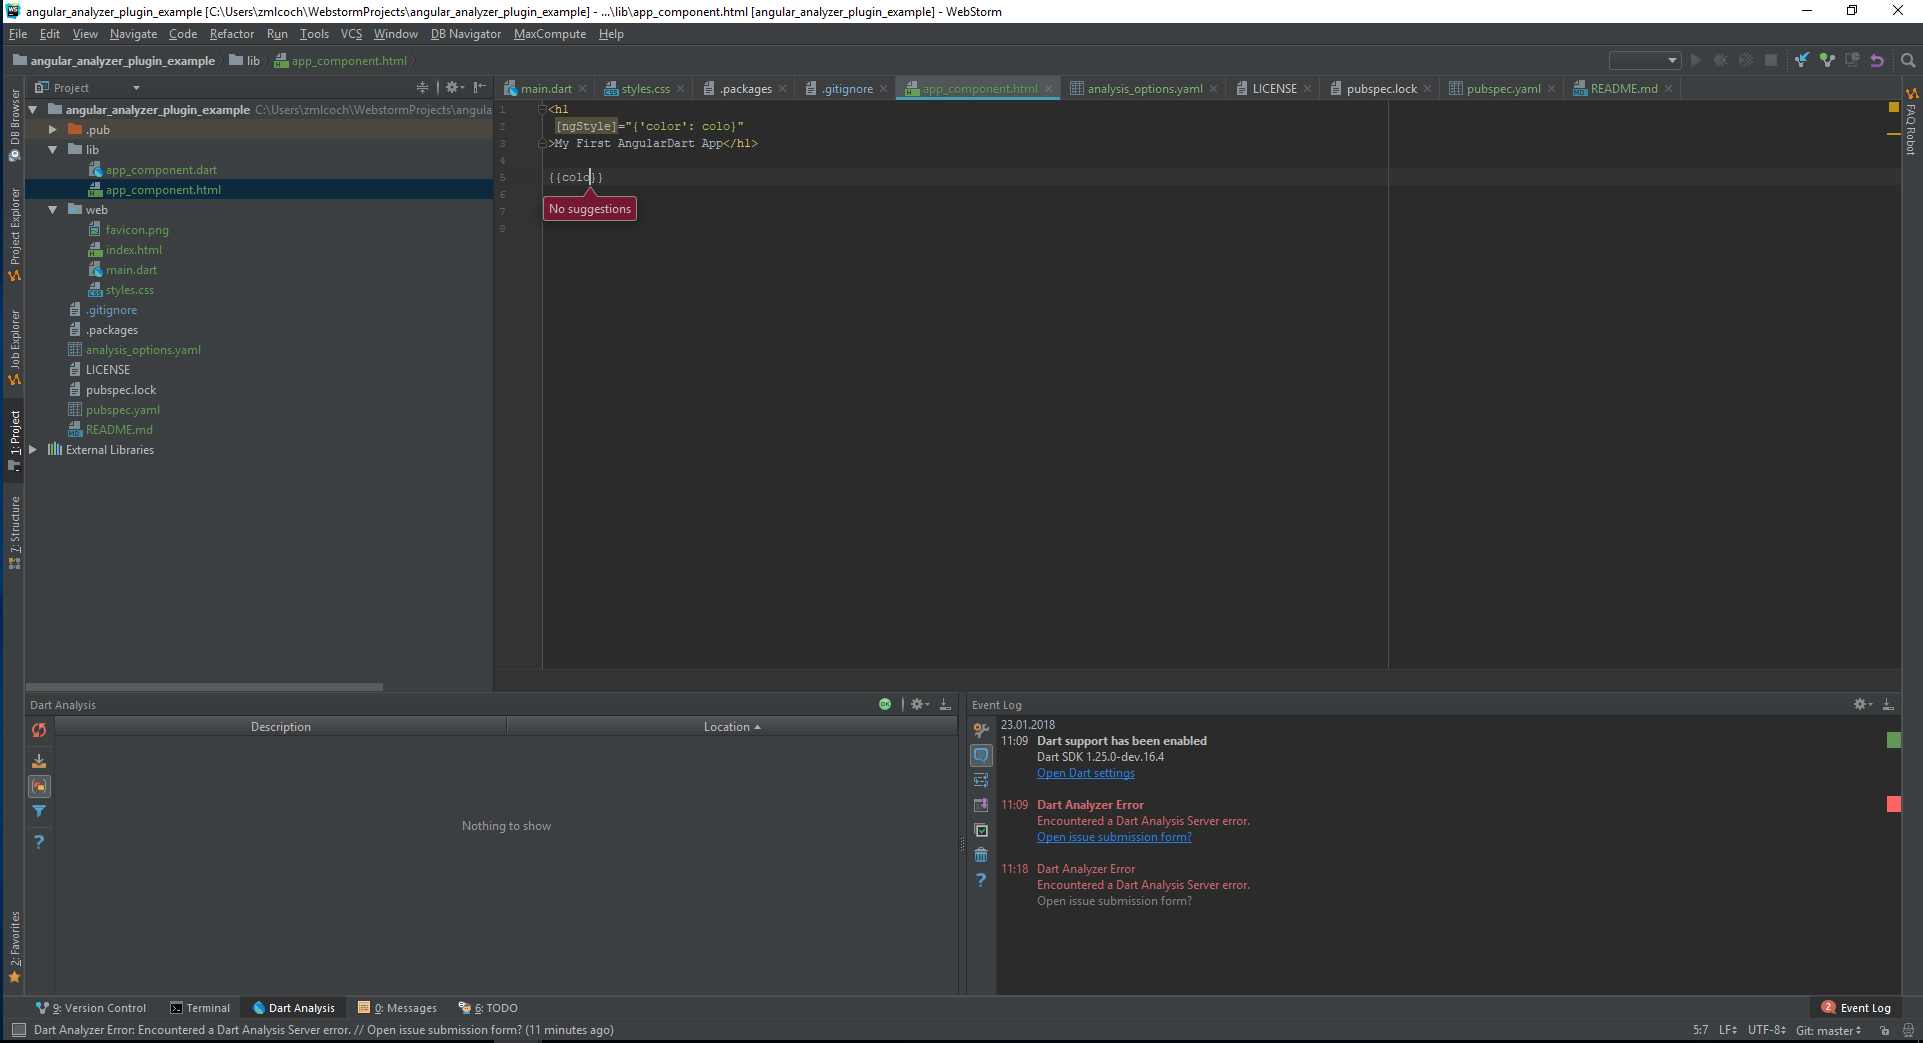 angular_analyzer_plugin_example [C:\Users\zmlcoch\WebstormProjects\angular_analyzer_plugin_example] - ...\lib\app_component.html [angular_analyzer_plugin_example] - WebStorm
File Edit View Navigate Code Refactor Run Tools VCS Window DB Navigator MaxCompute Help
angular_analyzer_plugin_example lib app_component.html
Project
main.dart styles.css .packages .gitignore app_component.html analysis_options.yaml LICENSE pubspec.lock pubspec.yaml README.md
DB Browser
Project Explorer
Job Explorer
1: Project
7: Structure
2: Favorites
FAQ Robot
angular_analyzer_plugin_example C:\Users\zmlcoch\WebstormProjects\angula
.pub
lib
app_component.dart
app_component.html
web
favicon.png
index.html
main.dart
styles.css
.gitignore
.packages
analysis_options.yaml
LICENSE
pubspec.lock
pubspec.yaml
README.md
External Libraries
1 <h1
2 [ngStyle]="{'color': colo}"
3 >My First AngularDart App</h1>
4
5 {{colo}}
6
7
8
No suggestions
Dart Analysis
Description Location
Nothing to show
Event Log
23.01.2018
11:09 Dart support has been enabled
Dart SDK 1.25.0-dev.16.4
Open Dart settings
11:09 Dart Analyzer Error
Encountered a Dart Analysis Server error.
Open issue submission form?
11:18 Dart Analyzer Error
Encountered a Dart Analysis Server error.
Open issue submission form?
9: Version Control Terminal Dart Analysis 0: Messages 6: TODO
2 Event Log
Dart Analyzer Error: Encountered a Dart Analysis Server error. // Open issue submission form? (11 minutes ago)
5:7 LF UTF-8 Git: master